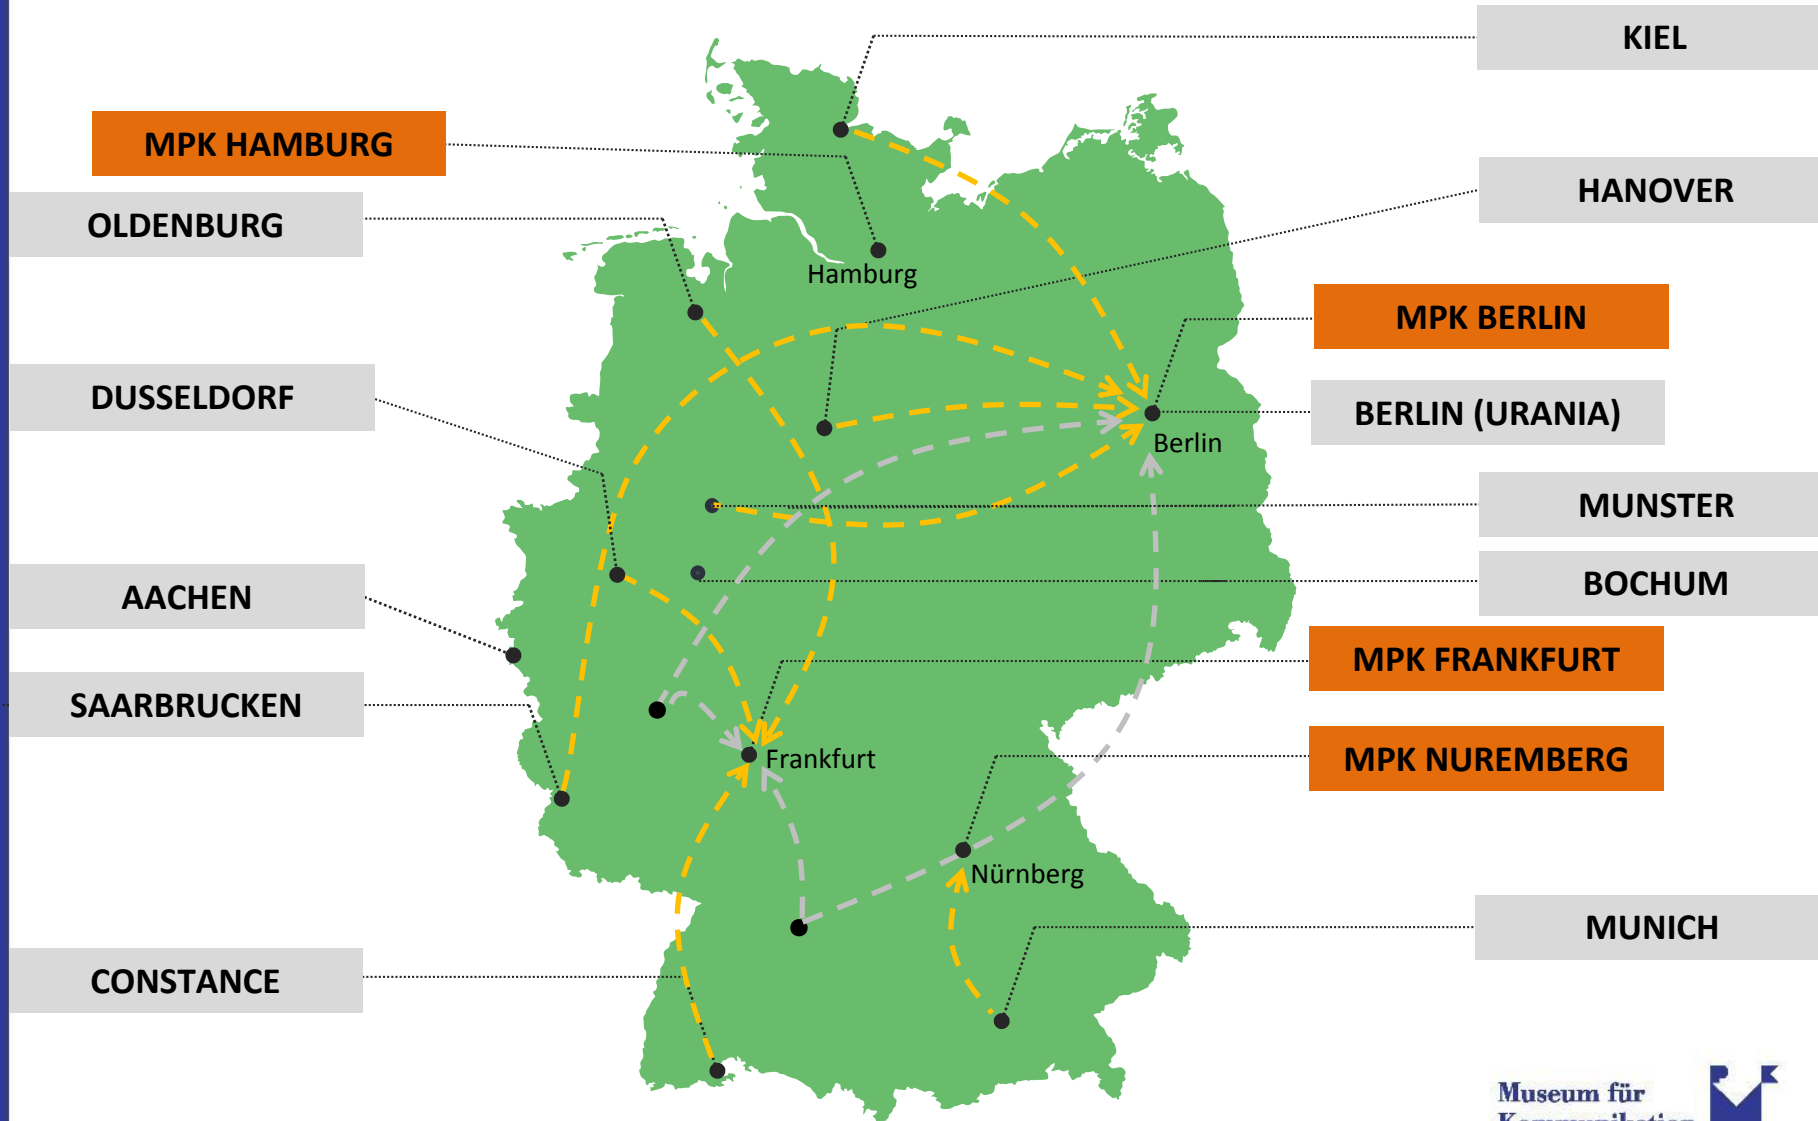 KIEL
MPK HAMBURG
HANOVER
OLDENBURG
Hamburg
MPK BERLIN
DUSSELDORF
BERLIN (URANIA)
Berlin
MUNSTER
AACHEN
BOCHUM
MPK FRANKFURT
SAARBRUCKEN
Frankfurt
MPK NUREMBERG
Nürnberg
MUNICH
CONSTANCE
Museum für
Kommunikation